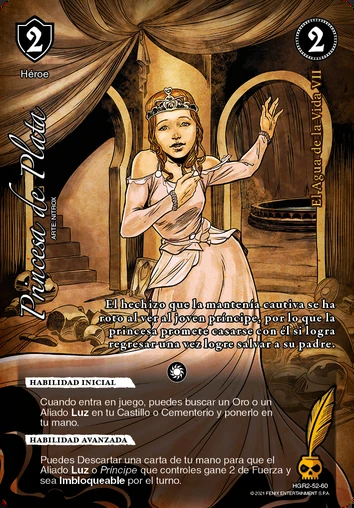 2
2
Héroe
Princesa de Plata
ARTE: NITROX
El Agua de la Vida VII
El hechizo que la mantenía cautiva se ha
roto al ver al joven príncipe, por lo que la
princesa promete casarse con él si logra
regresar una vez logre salvar a su padre.
HABILIDAD INICIAL
Cuando entra en juego, puedes buscar un Oro o un
Aliado Luz en tu Castillo o Cementerio y ponerlo en
tu mano.
HABILIDAD AVANZADA
Puedes Descartar una carta de tu mano para que el
Aliado Luz o Príncipe que controles gane 2 de Fuerza y
sea Imbloqueable por el turno.
HGR2-52-60
© 2021 FENIX ENTERTAINMENT S.P.A.